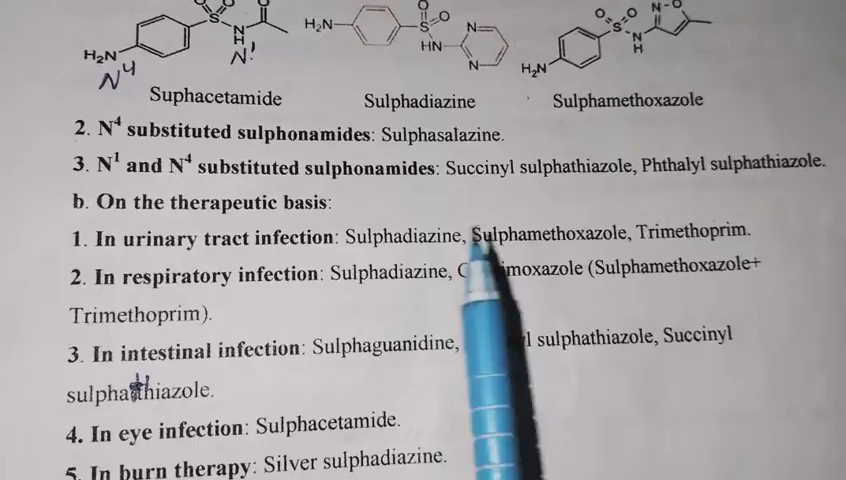 H₂N S N H N¹
H₂N S O HN N N
O O S N H N-O H₂N
N⁴
Suphacetamide Sulphadiazine Sulphamethoxazole
2. N⁴ substituted sulphonamides: Sulphasalazine.
3. N¹ and N⁴ substituted sulphonamides: Succinyl sulphathiazole, Phthalyl sulphathiazole.
b. On the therapeutic basis:
1. In urinary tract infection: Sulphadiazine, Sulphamethoxazole, Trimethoprim.
2. In respiratory infection: Sulphadiazine, (Sulphamethoxazole+
Trimethoprim).
3. In intestinal infection: Sulphaguanidine, sulphathiazole, Succinyl
sulphathiazole.
4. In eye infection: Sulphacetamide.
5. In burn therapy: Silver sulphadiazine.